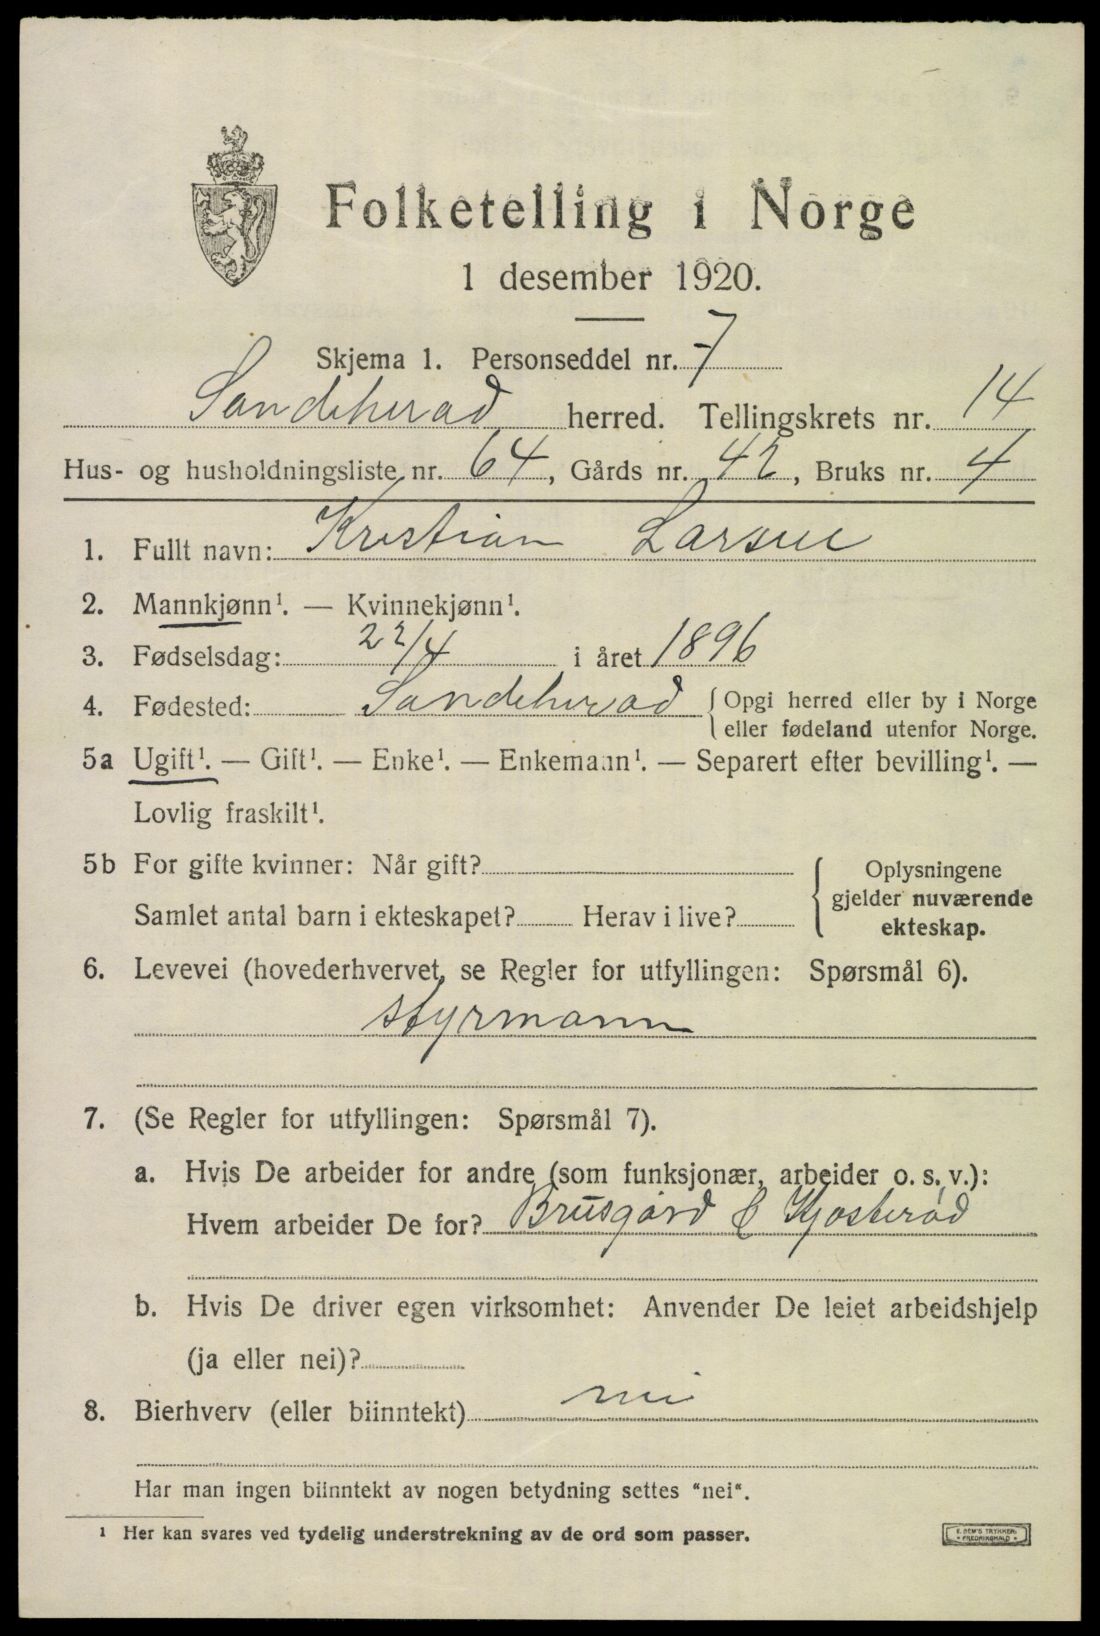 Folketelling i Norge
1 desember 1920.
Skjema 1. Personseddel nr. 7
Sandeherad herred. Tellingskrets nr. 14
Hus- og husholdningsliste nr. 64, Gårds nr. 42, Bruks nr. 4
1. Fullt navn: Kristian Larsen
2. Mannkjønn¹. — Kvinnekjønn¹.
3. Fødselsdag: 22/4 i året 1896
4. Fødested: Sandeherad { Opgi herred eller by i Norge
eller fødeland utenfor Norge.
5a Ugift¹. — Gift¹. — Enke¹. — Enkemann¹. — Separert efter bevilling¹. —
Lovlig fraskilt¹.
5b For gifte kvinner: Når gift? { Oplysningene
gjelder nuværende
Samlet antal barn i ekteskapet? Herav i live?
ekteskap.
6. Levevei (hovederhvervet, se Regler for utfyllingen: Spørsmål 6).
styrmann
7. (Se Regler for utfyllingen: Spørsmål 7).
a. Hvis De arbeider for andre (som funksjonær, arbeider o. s. v.):
Hvem arbeider De for? Brusgård & Kjøsterød
b. Hvis De driver egen virksomhet: Anvender De leiet arbeidshjelp
(ja eller nei)?
8. Bierhverv (eller biinntekt) nei
Har man ingen biinntekt av nogen betydning settes "nei".
¹ Her kan svares ved tydelig understrekning av de ord som passer.
E. SEM'S TRYKKERI
FREDRIKSHALD